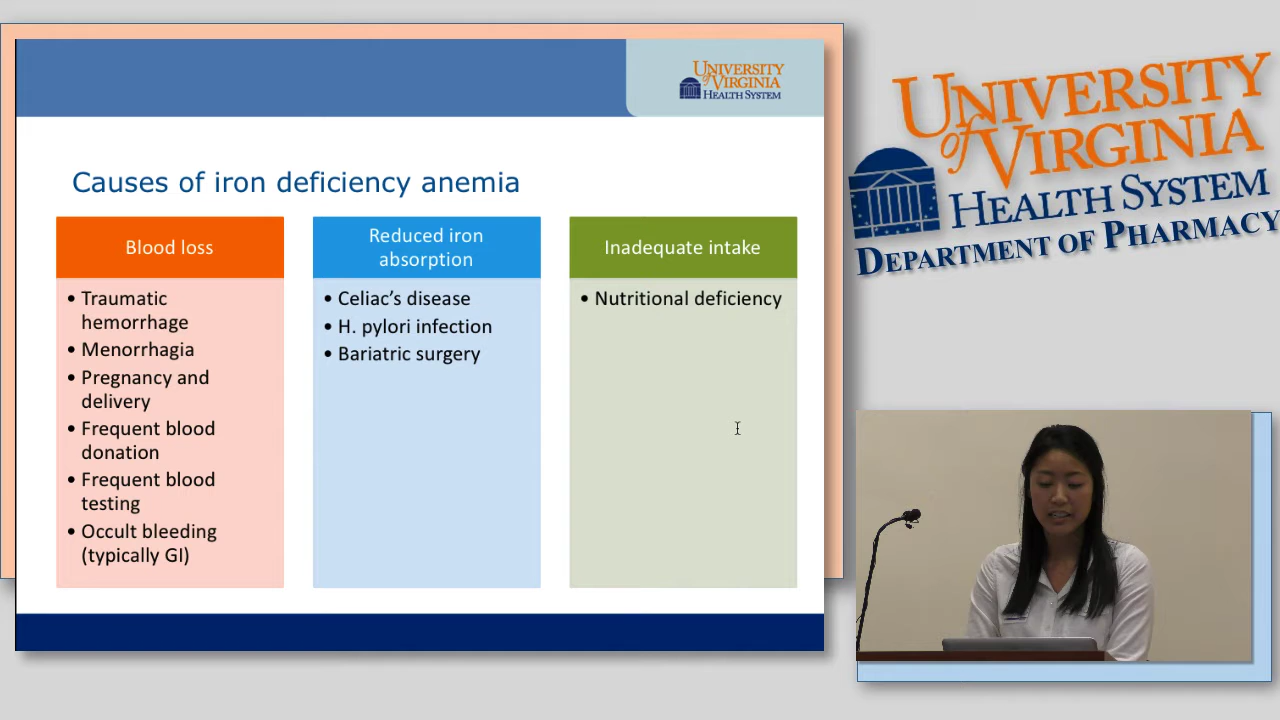 UNIVERSITY
of VIRGINIA
HEALTH SYSTEM
Causes of iron deficiency anemia
Blood loss
• Traumatic
hemorrhage
• Menorrhagia
• Pregnancy and
delivery
• Frequent blood
donation
• Frequent blood
testing
• Occult bleeding
(typically GI)
Reduced iron
absorption
• Celiac’s disease
• H. pylori infection
• Bariatric surgery
Inadequate intake
• Nutritional deficiency
UNIVERSITY
of VIRGINIA
HEALTH SYSTEM
DEPARTMENT OF PHARMACY